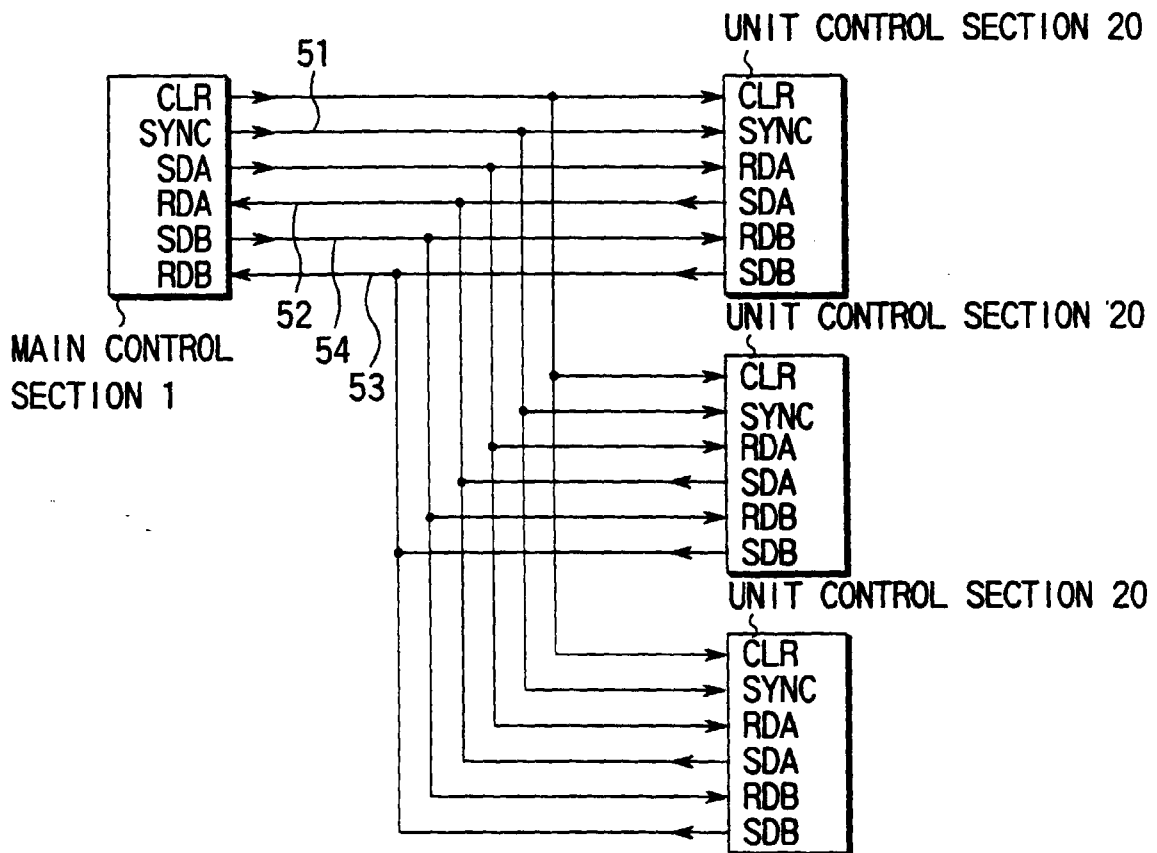 UNIT CONTROL SECTION 20
51
CLR
SYNC
SDA
RDA
SDB
RDB
CLR
SYNC
RDA
SDA
RDB
SDB
52
54
53
MAIN CONTROL
SECTION 1
UNIT CONTROL SECTION 20
CLR
SYNC
RDA
SDA
RDB
SDB
UNIT CONTROL SECTION 20
CLR
SYNC
RDA
SDA
RDB
SDB